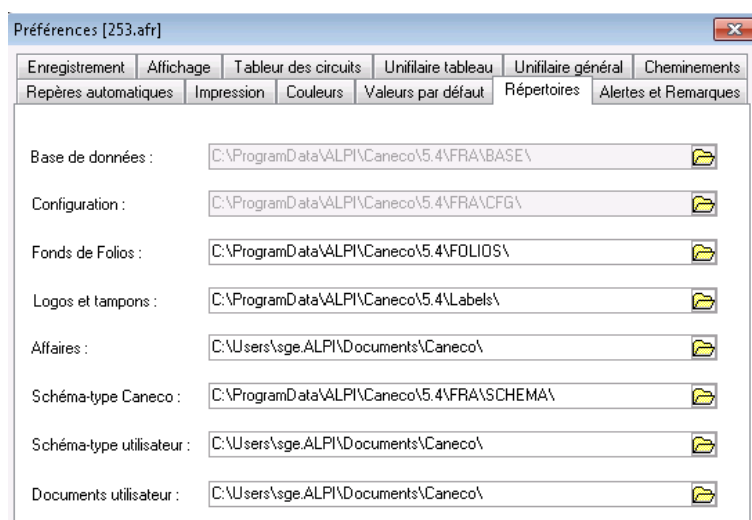 Préférences [253.afr]
Enregistrement Affichage Tableur des circuits Unifilaire tableau Unifilaire général Cheminements
Repères automatiques Impression Couleurs Valeurs par défaut Répertoires Alertes et Remarques
Base de données : C:\ProgramData\ALPI\Caneco\5.4\FRA\BASE\
Configuration : C:\ProgramData\ALPI\Caneco\5.4\FRA\CFG\
Fonds de Folios : C:\ProgramData\ALPI\Caneco\5.4\FOLIOS\
Logos et tampons : C:\ProgramData\ALPI\Caneco\5.4\Labels\
Affaires : C:\Users\sge.ALPI\Documents\Caneco\
Schéma-type Caneco : C:\ProgramData\ALPI\Caneco\5.4\FRA\SCHEMA\
Schéma-type utilisateur : C:\Users\sge.ALPI\Documents\Caneco\
Documents utilisateur : C:\Users\sge.ALPI\Documents\Caneco\